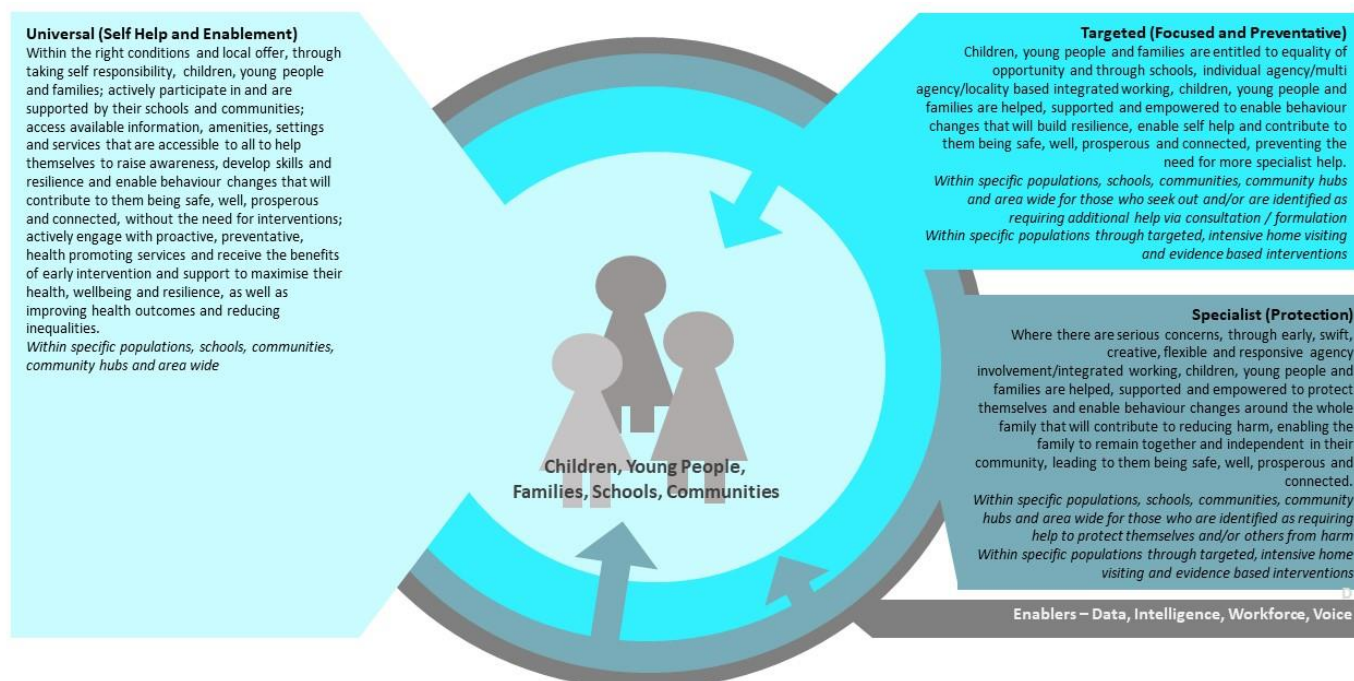 Universal (Self Help and Enablement)
Within the right conditions and local offer, through
taking self responsibility, children, young people
and families; actively participate in and are
supported by their schools and communities;
access available information, amenities, settings
and services that are accessible to all to help
themselves to raise awareness, develop skills and
resilience and enable behaviour changes that will
contribute to them being safe, well, prosperous
and connected, without the need for interventions;
actively engage with proactive, preventative,
health promoting services and receive the benefits
of early intervention and support to maximise their
health, wellbeing and resilience, as well as
improving health outcomes and reducing
inequalities.
Within specific populations, schools, communities,
community hubs and area wide
Children, Young People,
Families, Schools, Communities
Targeted (Focused and Preventative)
Children, young people and families are entitled to equality of
opportunity and through schools, individual agency/multi
agency/locality based integrated working, children, young people and
families are helped, supported and empowered to enable behaviour
changes that will build resilience, enable self help and contribute to
them being safe, well, prosperous and connected, preventing the
need for more specialist help.
Within specific populations, schools, communities, community hubs
and area wide for those who seek out and/or are identified as
requiring additional help via consultation / formulation
Within specific populations through targeted, intensive home visiting
and evidence based interventions
Specialist (Protection)
Where there are serious concerns, through early, swift,
creative, flexible and responsive agency
involvement/integrated working, children, young people and
families are helped, supported and empowered to protect
themselves and enable behaviour changes around the whole
family that will contribute to reducing harm, enabling the
family to remain together and independent in their
community, leading to them being safe, well, prosperous and
connected.
Within specific populations, schools, communities, community
hubs and area wide for those who are identified as requiring
help to protect themselves and/or others from harm
Within specific populations through targeted, intensive home
visiting and evidence based interventions
D
Enablers – Data, Intelligence, Workforce, Voice